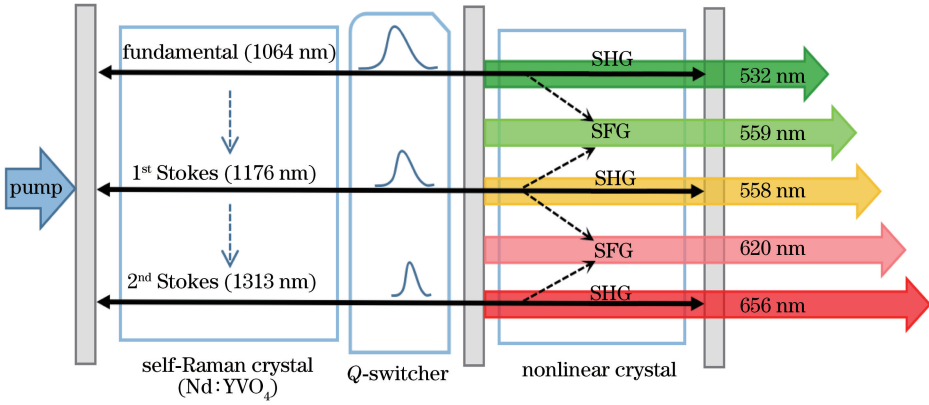 fundamental (1064 nm)
SHG
532 nm
SFG
559 nm
pump
1st Stokes (1176 nm)
SHG
558 nm
SFG
620 nm
2nd Stokes (1313 nm)
SHG
656 nm
self-Raman crystal
(Nd:YVO4)
Q-switcher
nonlinear crystal